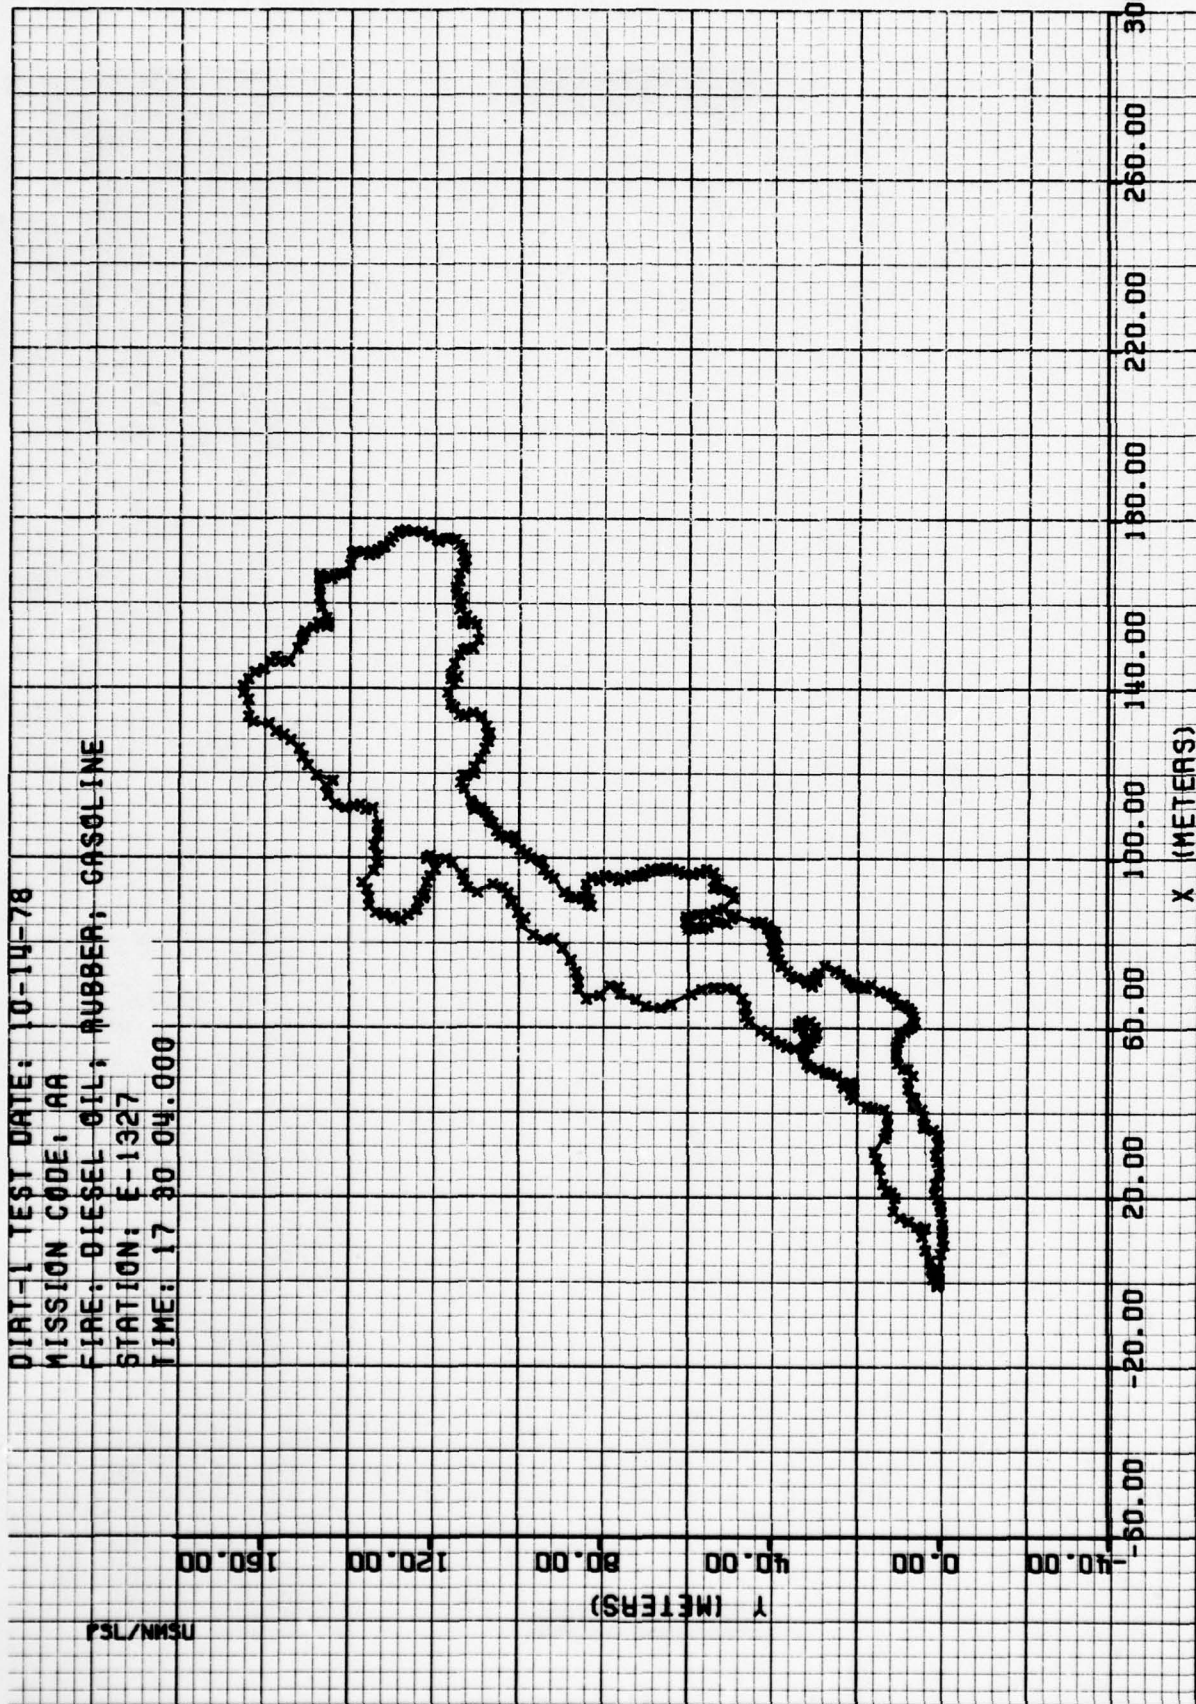 DIRT-1 TEST DATE: 10-14-78
MISSION CODE: AA
FIRE: DIESEL OIL; RUBBER; GASOLINE
STATION: E-1327
TIME: 17 30 04.000
PSL/NMSU
Y (METERS)
160.00
120.00
80.00
40.00
0.00
-40.00
-60.00
-20.00
20.00
60.00
100.00
140.00
180.00
220.00
260.00
30
X (METERS)